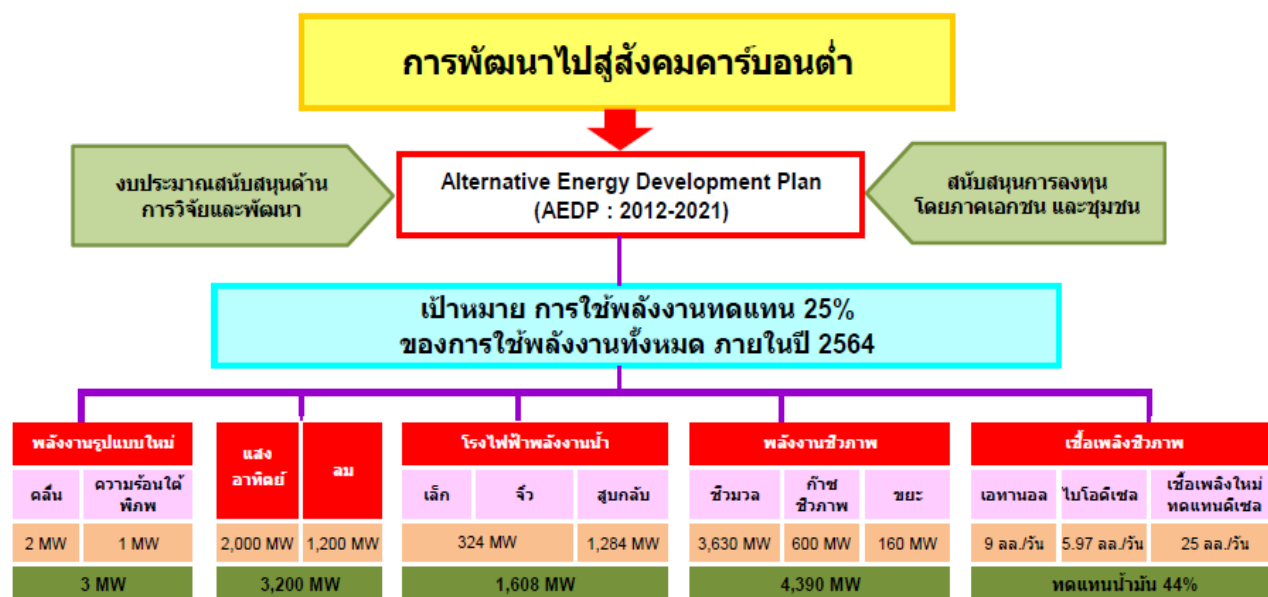 การพัฒนาไปสู่สังคมคาร์บอนต่ำ
งบประมาณสนับสนุนด้าน
การวิจัยและพัฒนา
Alternative Energy Development Plan
(AEDP : 2012-2021)
สนับสนุนการลงทุน
โดยภาคเอกชน และชุมชน
เป้าหมาย การใช้พลังงานทดแทน 25%
ของการใช้พลังงานทั้งหมด ภายในปี 2564
พลังงานรูปแบบใหม่
คลื่น
ความร้อนใต้
พิภพ
2 MW
1 MW
3 MW
แสง
อาทิตย์
ลม
2,000 MW
1,200 MW
3,200 MW
โรงไฟฟ้าพลังงานน้ำ
เล็ก
จิ๋ว
สูบกลับ
324 MW
1,284 MW
1,608 MW
พลังงานชีวภาพ
ชีวมวล
ก๊าซ
ชีวภาพ
ขยะ
3,630 MW
600 MW
160 MW
4,390 MW
เชื้อเพลิงชีวภาพ
เอทานอล
ไบโอดีเซล
เชื้อเพลิงใหม่
ทดแทนดีเซล
9 ลล./วัน
5.97 ลล./วัน
25 ลล./วัน
ทดแทนน้ำมัน 44%